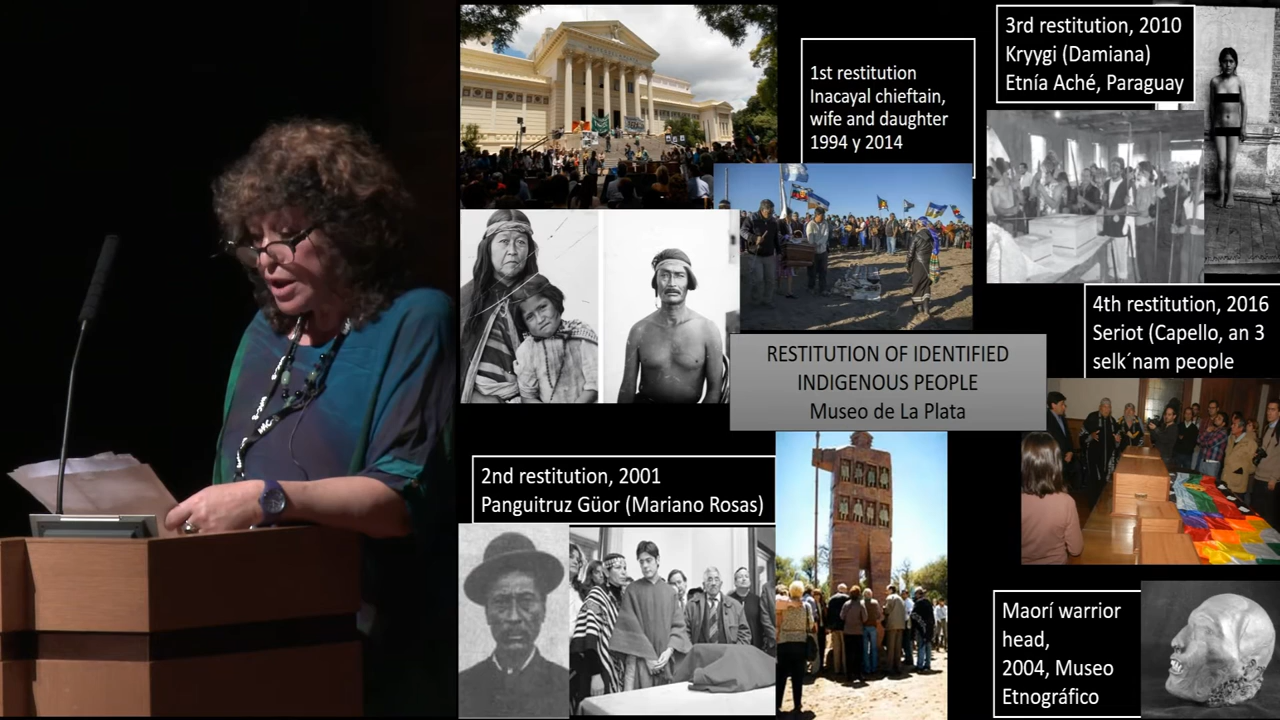 1st restitution
Inacayal chieftain,
wife and daughter
1994 y 2014
3rd restitution, 2010
Kryygi (Damiana)
Etnía Aché, Paraguay
4th restitution, 2016
Seriot (Capello, an 3
selk´nam people
RESTITUTION OF IDENTIFIED
INDIGENOUS PEOPLE
Museo de La Plata
2nd restitution, 2001
Panguitruz Güor (Mariano Rosas)
Maorí warrior
head,
2004, Museo
Etnográfico